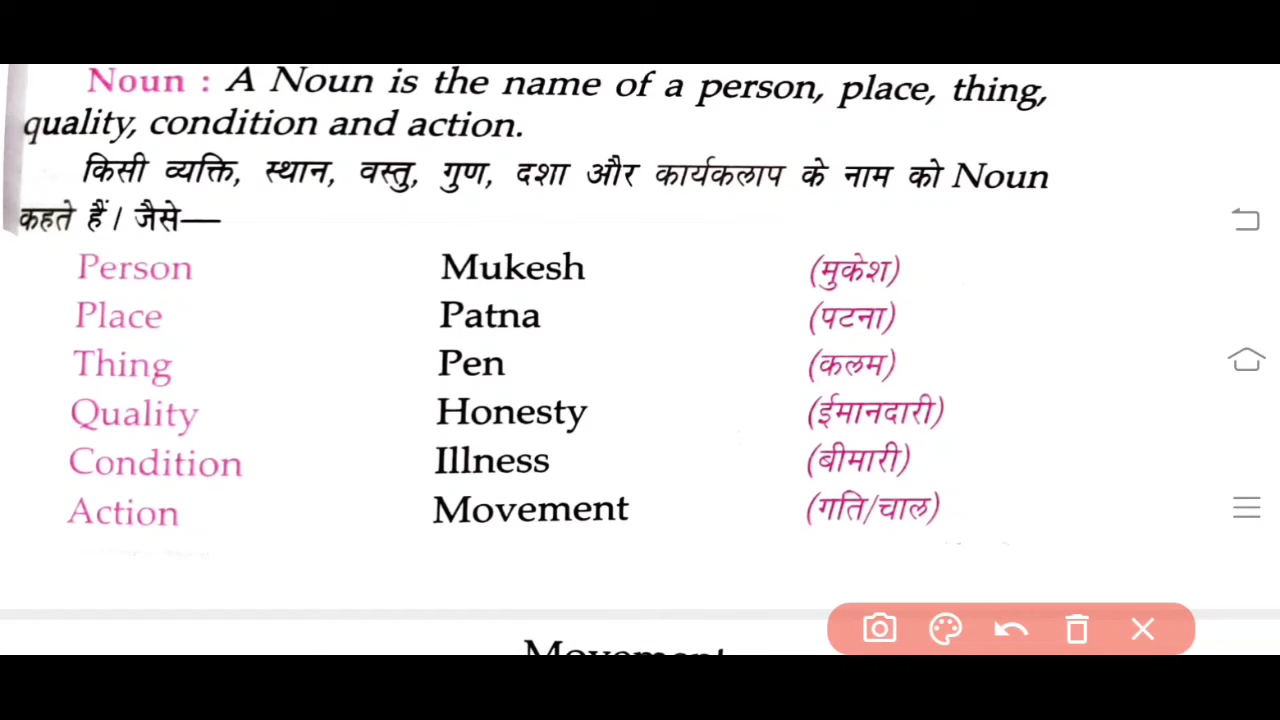 Noun : A Noun is the name of a person, place, thing,
quality, condition and action.
किसी व्यक्ति, स्थान, वस्तु, गुण, दशा और कार्यकलाप के नाम को Noun
कहते हैं। जैसे—
Person Mukesh (मुकेश)
Place Patna (पटना)
Thing Pen (कलम)
Quality Honesty (ईमानदारी)
Condition Illness (बीमारी)
Action Movement (गति/चाल)
Movement